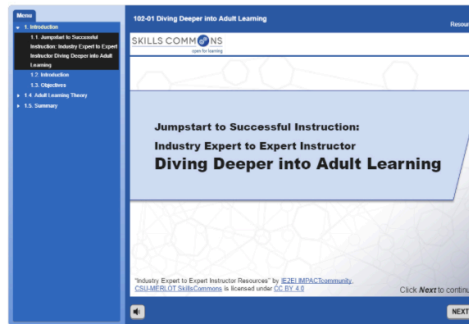 Menu
1. Introduction
1.1. Jumpstart to Successful
Instruction: Industry Expert to Expert
Instructor Diving Deeper into Adult
Learning
1.2. Introduction
1.3. Objectives
1.4. Adult Learning Theory
1.5. Summary
102-01 Diving Deeper into Adult Learning
Resour
SKILLS COMMONS
open for learning
Jumpstart to Successful Instruction:
Industry Expert to Expert Instructor
Diving Deeper into Adult Learning
"Industry Expert to Expert Instructor Resources" by IE2EI IMPACTcommunity,
CSU-MERLOT SkillsCommons is licensed under CC BY 4.0
Click Next to continu
NEXT